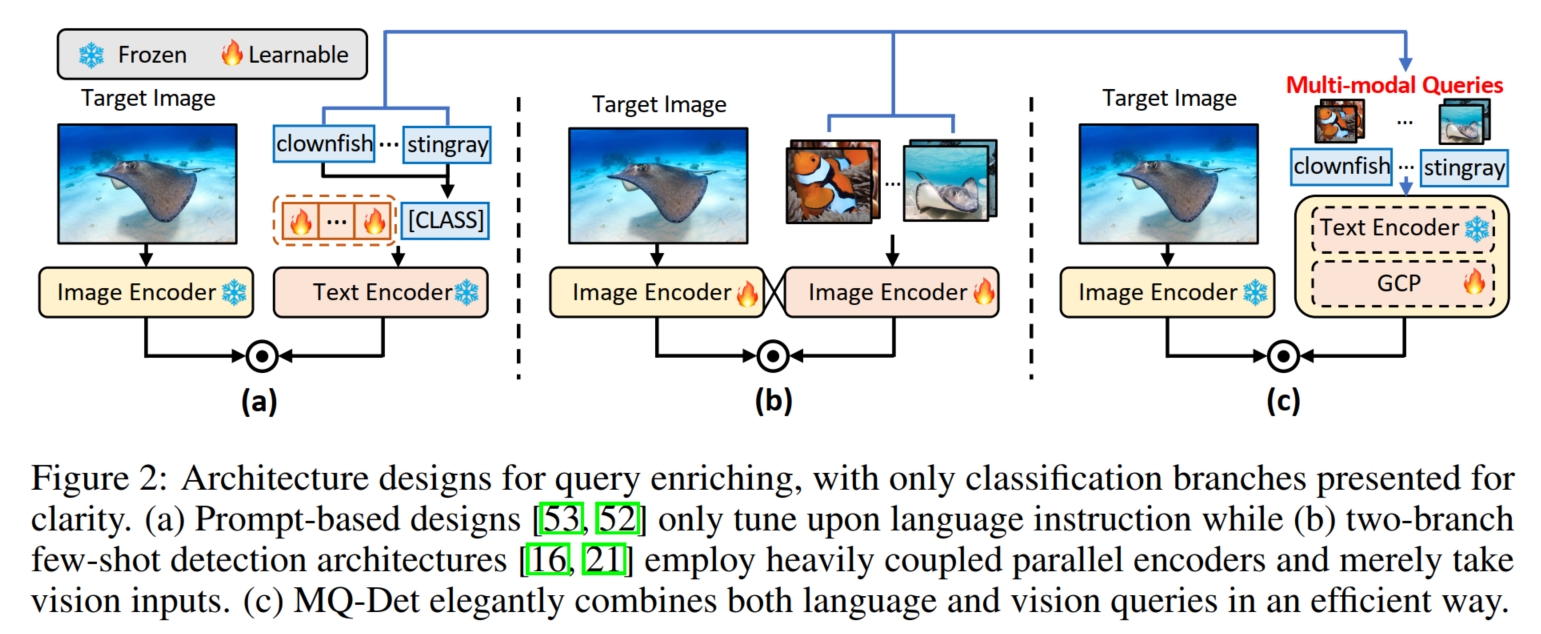 Frozen Learnable
Target Image
clownfish ... stingray
... [CLASS]
Image Encoder
Text Encoder
(a)
Target Image
...
Image Encoder
Image Encoder
(b)
Target Image
Multi-modal Queries
...
clownfish ... stingray
Text Encoder
GCP
Image Encoder
(c)
Figure 2: Architecture designs for query enriching, with only classification branches presented for
clarity. (a) Prompt-based designs [53, 52] only tune upon language instruction while (b) two-branch
few-shot detection architectures [16, 21] employ heavily coupled parallel encoders and merely take
vision inputs. (c) MQ-Det elegantly combines both language and vision queries in an efficient way.